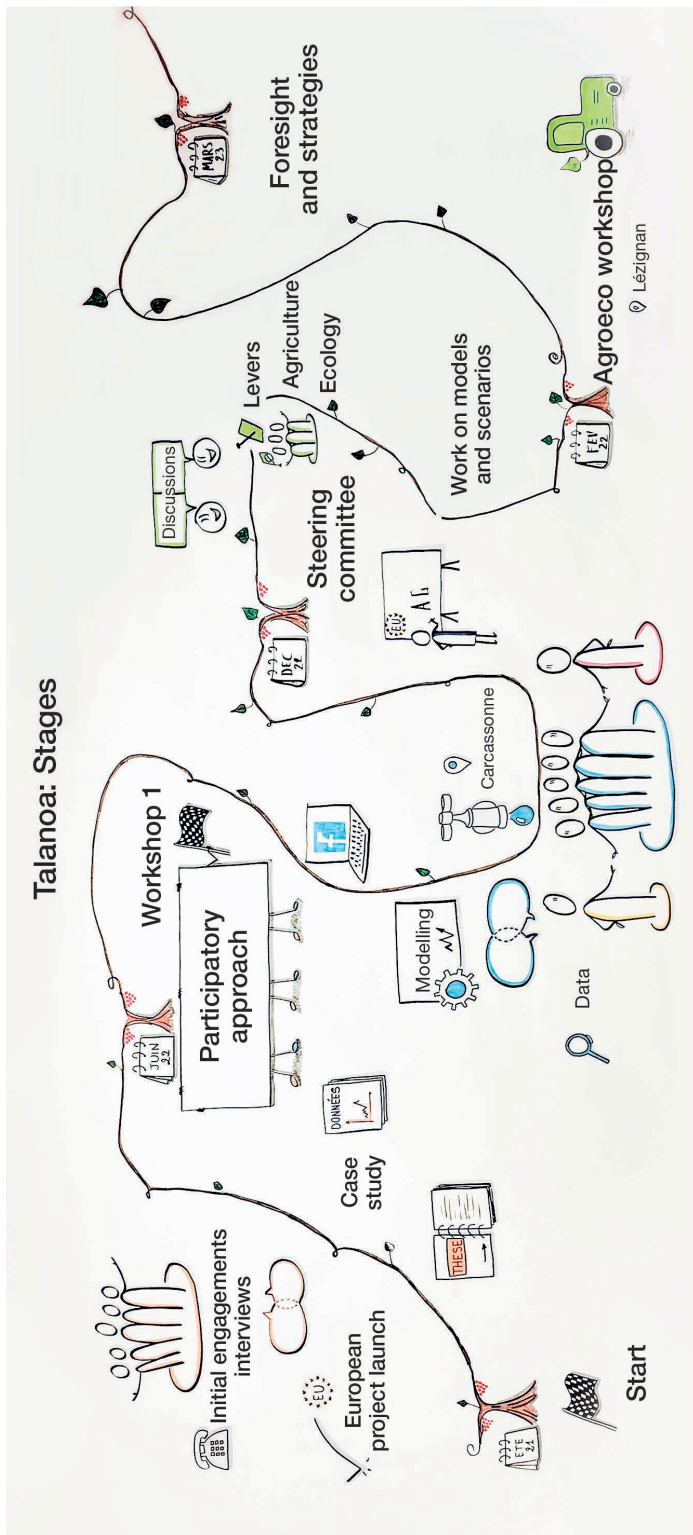 Talanoa: Stages
ETE
21
Start
European
project launch
EU
Initial engagements
interviews
THESE
Case
study
DONNÉES
JUIN
22
Workshop 1
Participatory
approach
Modelling
Data
f
Carcassonne
DEC
Steering
committee
EU
Discussions
Levers
Agriculture
Ecology
Work on models
and scenarios
FEV
22
Agroeco workshop
Lézignan
MARS
23
Foresight
and strategies